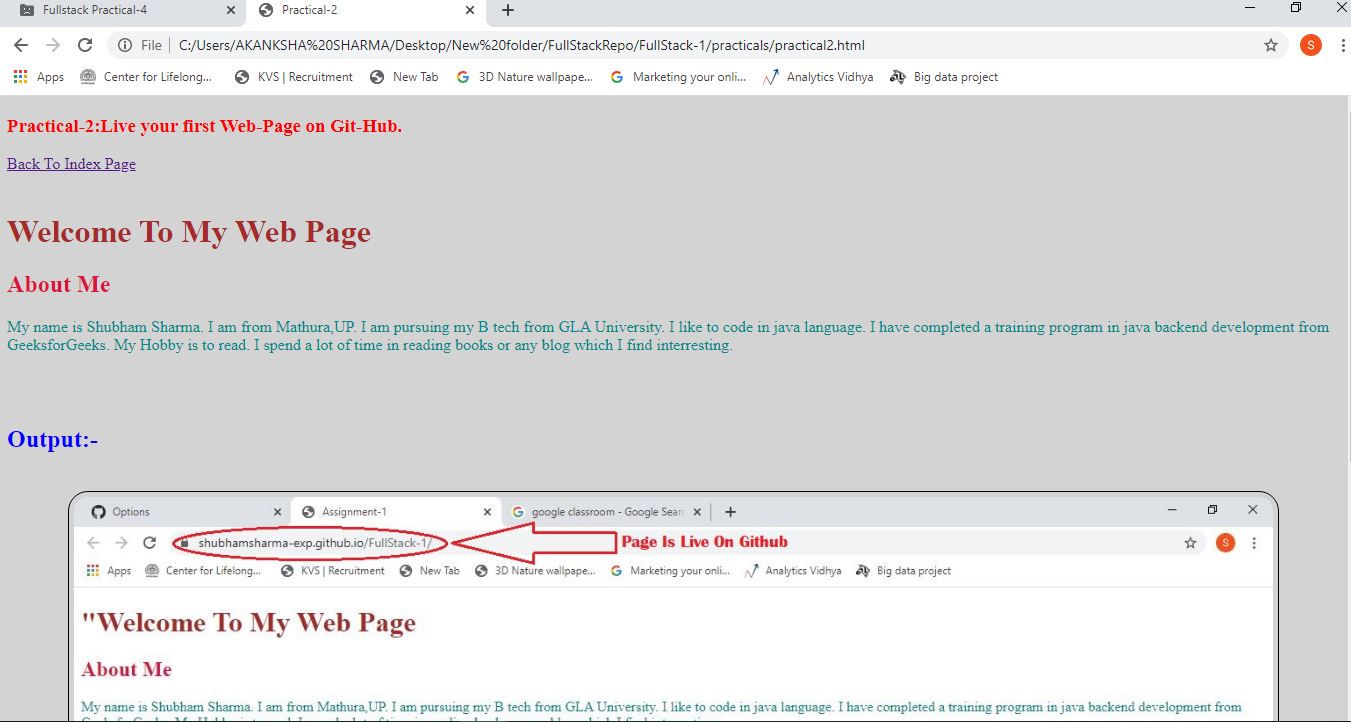 Fullstack Practical-4
Practical-2
File | C:/Users/AKANKSHA%20SHARMA/Desktop/New%20folder/FullStackRepo/FullStack-1/practicals/practical2.html
S
Apps Center for Lifelong... KVS | Recruitment New Tab 3D Nature wallpape... Marketing your onli... Analytics Vidhya Big data project
Practical-2:Live your first Web-Page on Git-Hub.
Back To Index Page
Welcome To My Web Page
About Me
My name is Shubham Sharma. I am from Mathura,UP. I am pursuing my B tech from GLA University. I like to code in java language. I have completed a training program in java backend development from
GeeksforGeeks. My Hobby is to read. I spend a lot of time in reading books or any blog which I find interresting.
Output:-
Options Assignment-1 google classroom - Google Searc
shubhamsharma-exp.github.io/FullStack-1/ Page Is Live On Github S
Apps Center for Lifelong... KVS | Recruitment New Tab 3D Nature wallpape... Marketing your onli... Analytics Vidhya Big data project
"Welcome To My Web Page
About Me
My name is Shubham Sharma. I am from Mathura,UP. I am pursuing my B tech from GLA University. I like to code in java language. I have completed a training program in java backend development from